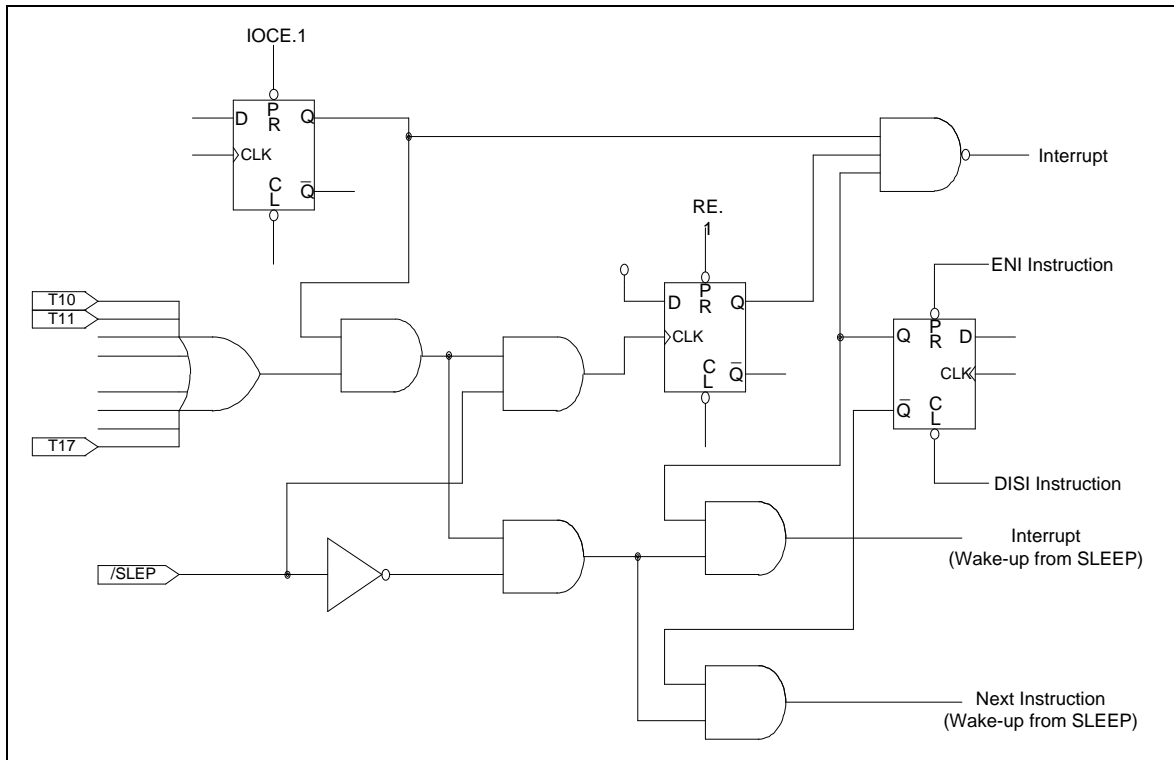 IOCE.1
D
P
R
Q
CLK
C
L
Q
Interrupt
RE.
1
ENI Instruction
T10
T11
D
P
R
Q
CLK
C
L
Q
Q
P
R
D
CLK
Q
C
L
T17
DISI Instruction
/SLEP
Interrupt
(Wake-up from SLEEP)
Next Instruction
(Wake-up from SLEEP)